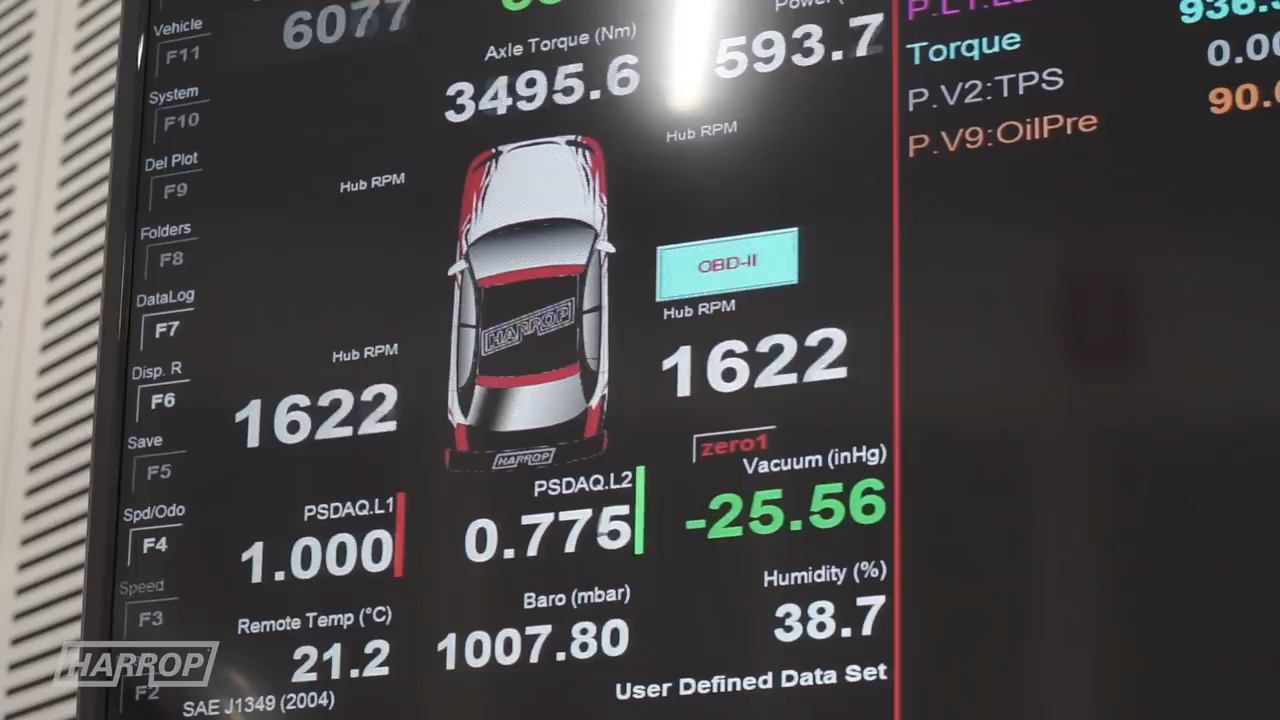 Vehicle
F11
6077
Axle Torque (Nm)
3495.6
593.7
Torque
936.
0.00
P.V2:TPS
90.
P.V9:OilPre
System
F10
Hub RPM
Del Plot
F9
Hub RPM
Folders
F8
OBD-II
Hub RPM
DataLog
F7
HARROP
Disp. R
F6
Hub RPM
1622
1622
Save
F5
HARROP
zero1
Vacuum (inHg)
-25.56
Spd/Odo
F4
PSDAQ.L1
1.000
PSDAQ.L2
0.775
Speed
F3
Remote Temp (°C)
21.2
Baro (mbar)
1007.80
Humidity (%)
38.7
HARROP
F2
SAE J1349 (2004)
User Defined Data Set